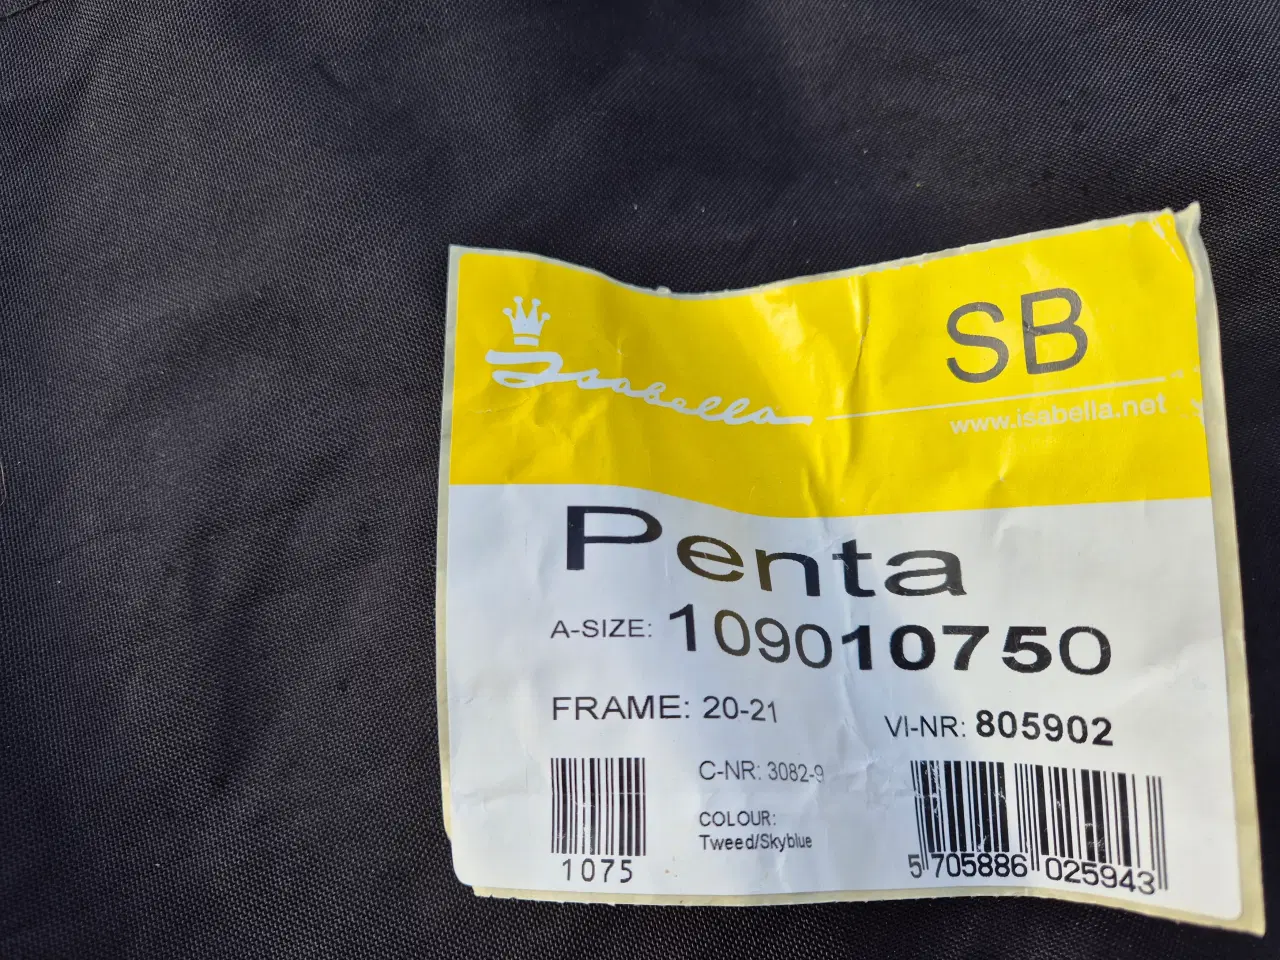 SB
Isabella
www.isabella.net
Penta
A-SIZE: 109010750
FRAME: 20-21
VI-NR: 805902
C-NR: 3082-9
COLOUR:
Tweed/Skyblue
1075
5 705886 025943